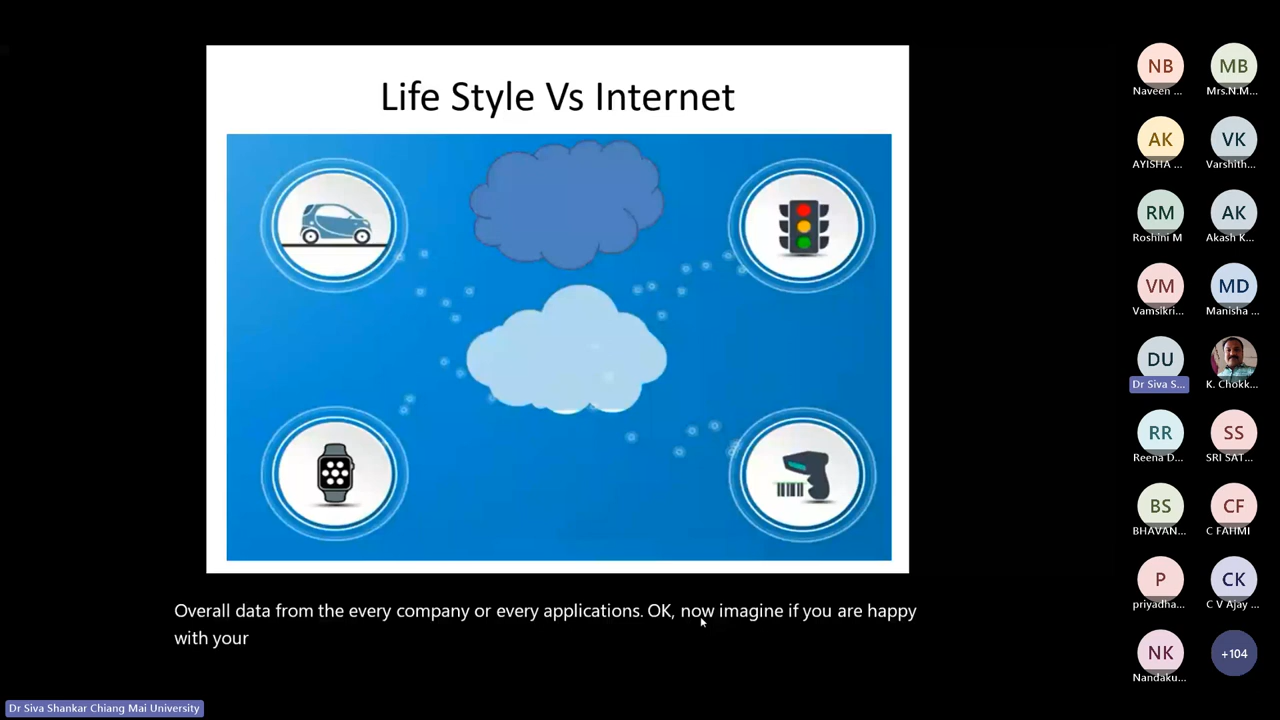 Life Style Vs Internet
Overall data from the every company or every applications. OK, now imagine if you are happy
with your
Dr Siva Shankar Chiang Mai University
NB MB
Naveen ... Mrs.N.M...
AK VK
AYISHA ... Varshith...
RM AK
Roshini M Akash K...
VM MD
Vamsikri... Manisha ...
DU
Dr Siva S... K. Chokk...
RR SS
Reena D... SRI SAT...
BS CF
BHAVAN... C FAHMI
P CK
priyadha... C V Ajay ...
NK +104
Nandaku...